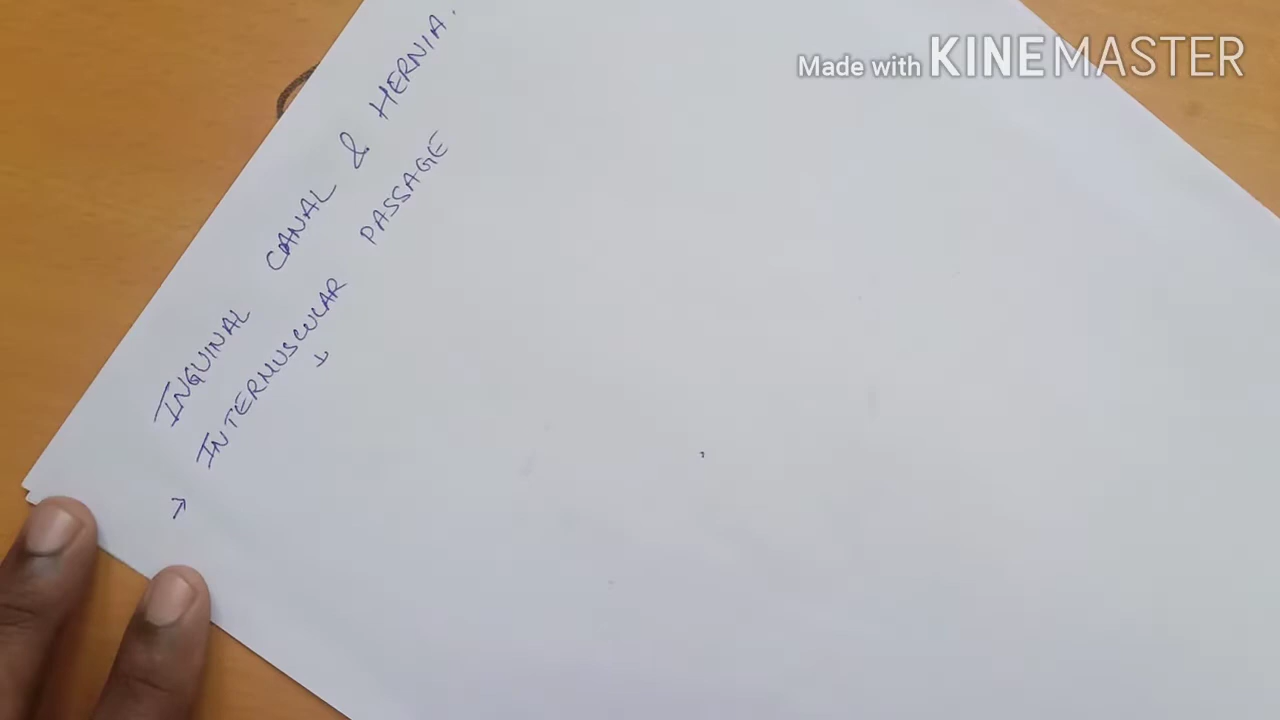 Made with KINEMASTER
INGUINAL CANAL & HERNIA.
→ INTERMUSCULAR PASSAGE
↓